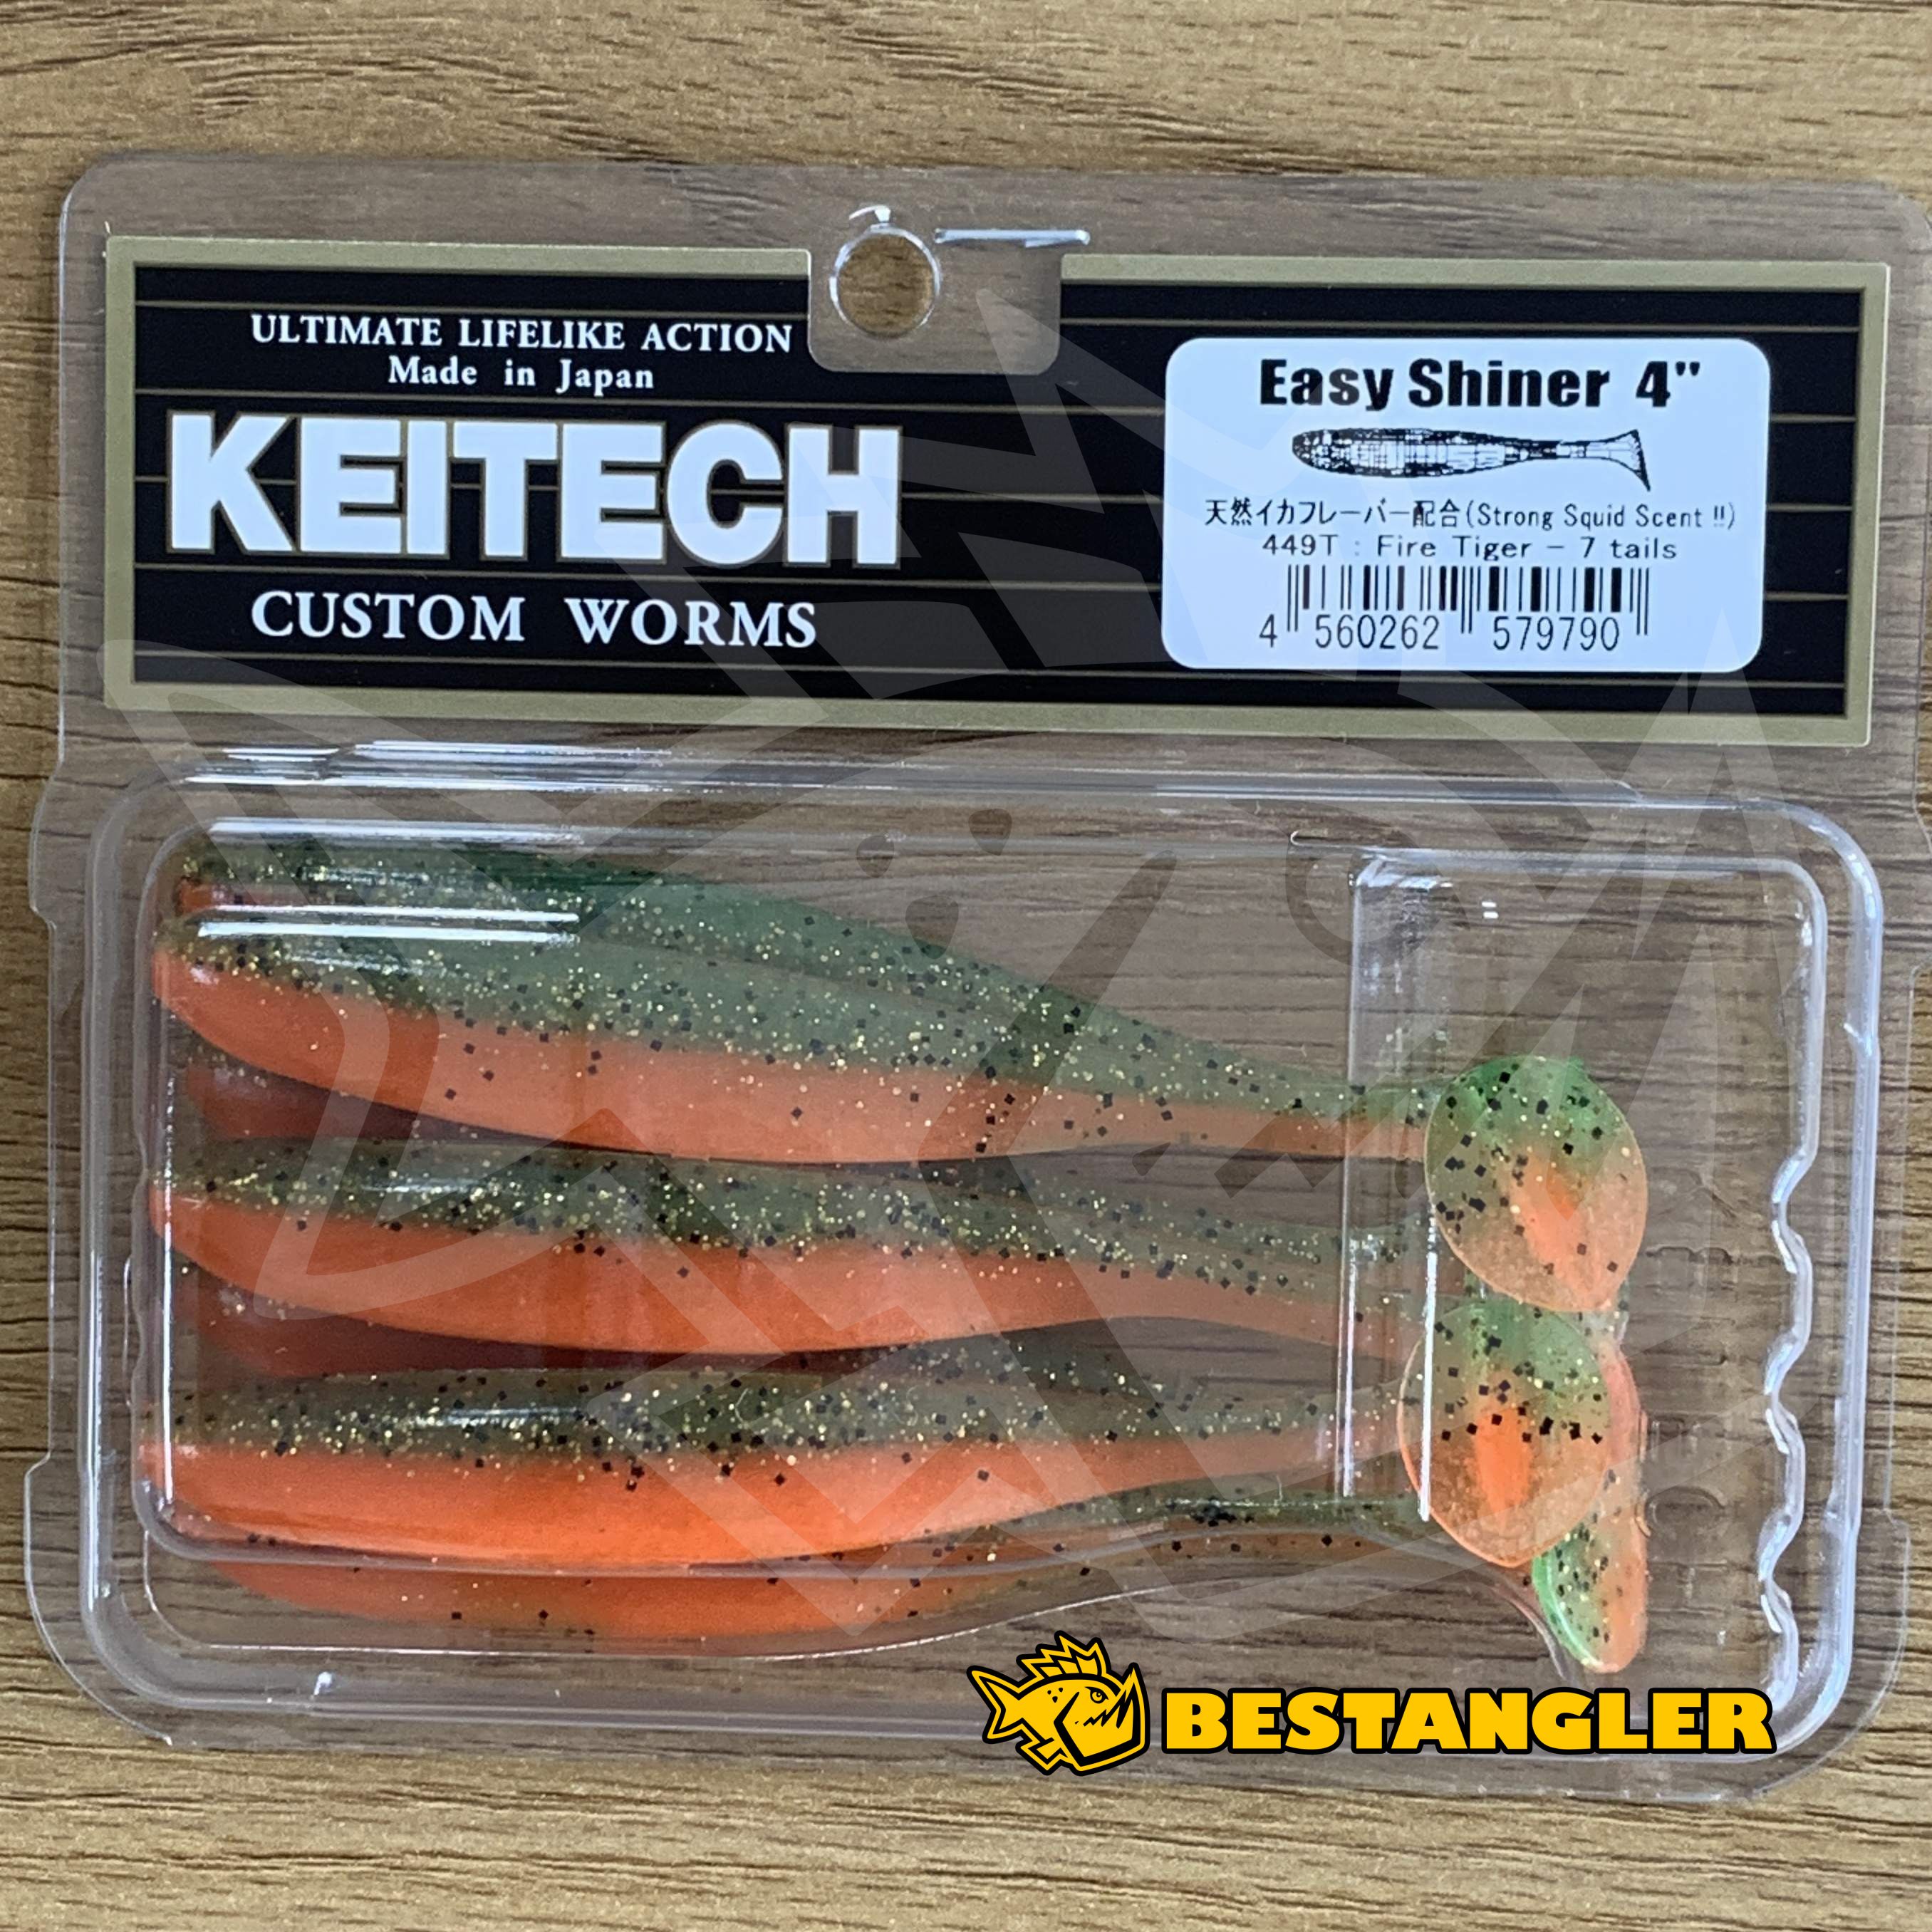 ULTIMATE LIFELIKE ACTION
Made in Japan
KEITECH
CUSTOM WORMS
Easy Shiner 4"
天然イカフレーバー配合(Strong Squid Scent !!)
449T : Fire Tiger - 7 tails
4 560262 579790
BESTANGLER